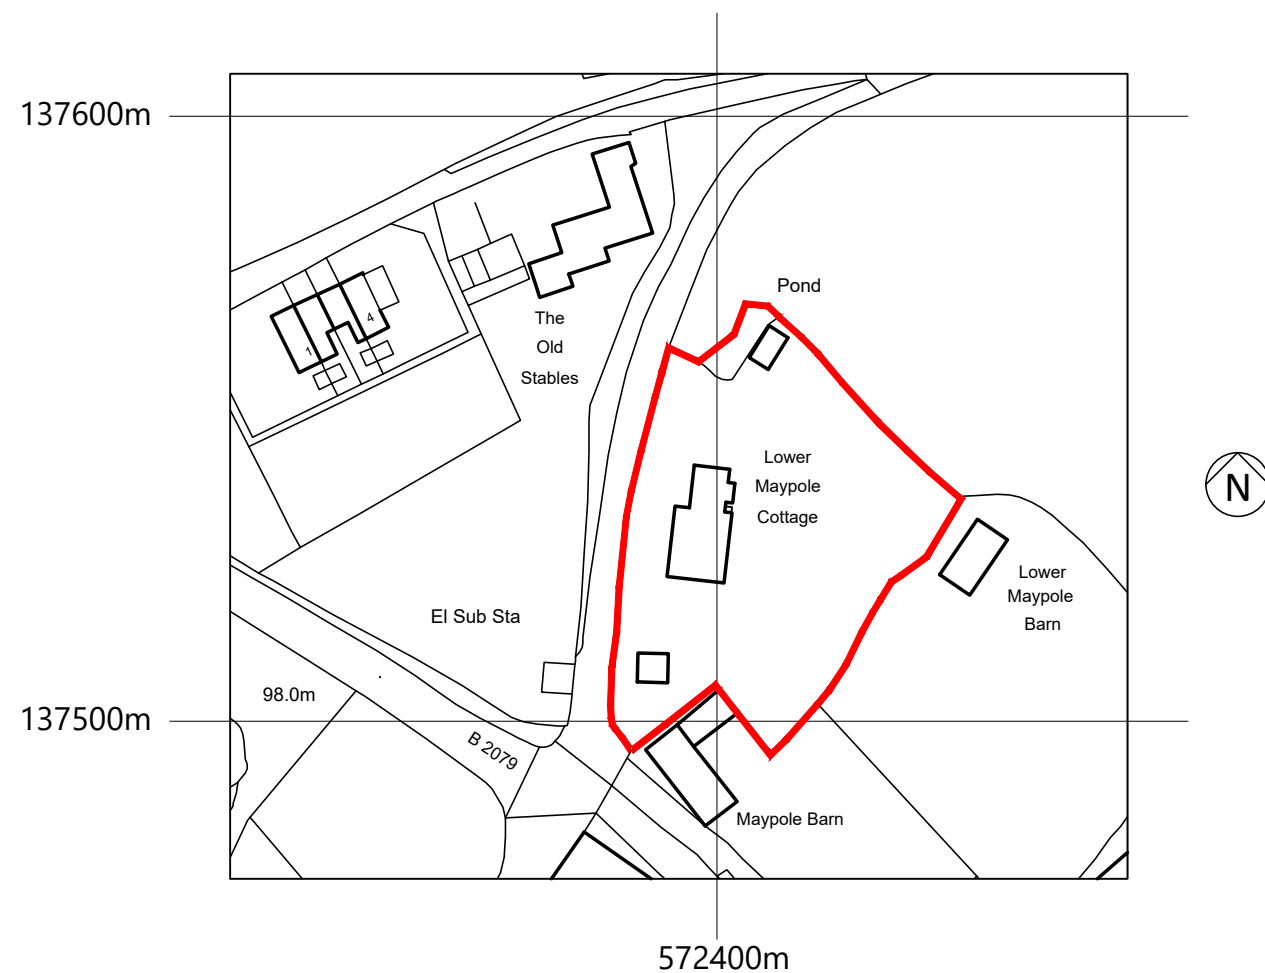 137600m
Pond
4
1
The
Old
Stables
Lower
Maypole
Cottage
N
Lower
Maypole
Barn
El Sub Sta
98.0m
137500m
B 2079
Maypole Barn
572400m